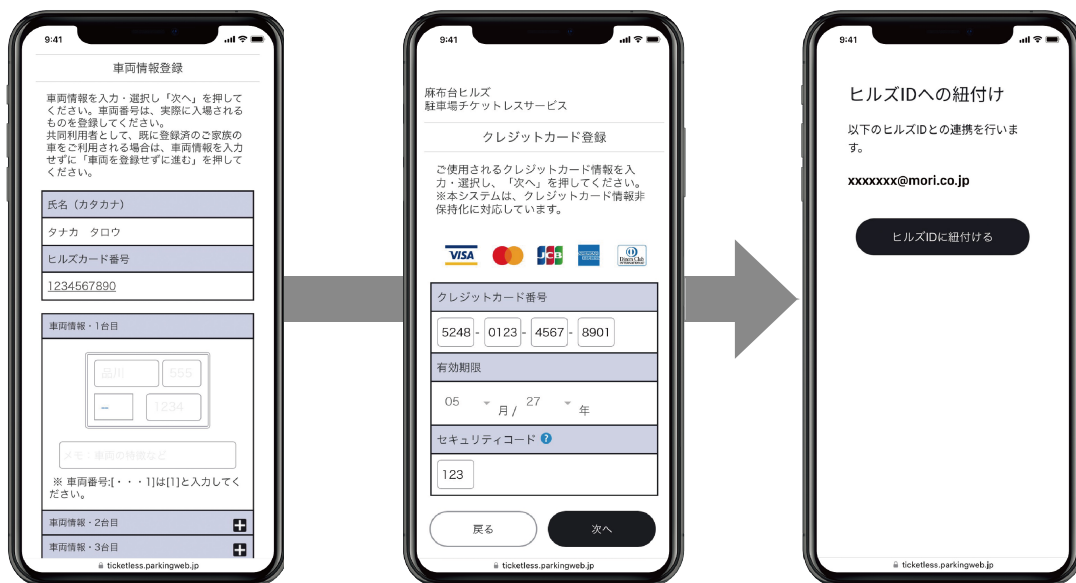 9:41
車両情報登録
車両情報を入力・選択し「次へ」を押して
ください。車両番号は、実際に入場される
ものを登録してください。
共同利用者として、既に登録済のご家族の
車をご利用される場合は、車両情報を入力
せずに「車両を登録せずに進む」を押して
ください。
氏名（カタカナ）
タナカ　タロウ
ヒルズカード番号
1234567890
車両情報・1台目
品川 555
ー 1234
メモ：車両の特徴など
※ 車両番号:[・・・1]は[1]と入力してく
ださい。
車両情報・2台目
車両情報・3台目
ticketless.parkingweb.jp
9:41
麻布台ヒルズ
駐車場チケットレスサービス
クレジットカード登録
ご使用されるクレジットカード情報を入
力・選択し、「次へ」を押してください。
※本システムは、クレジットカード情報非
保持化に対応しています。
VISA JCB AMERICAN EXPRESS Diners Club
クレジットカード番号
5248 - 0123 - 4567 - 8901
有効期限
05 月 / 27 年
セキュリティコード ?
123
戻る 次へ
ticketless.parkingweb.jp
9:41
ヒルズIDへの紐付け
以下のヒルズIDとの連携を行いま
す。
xxxxxxx@mori.co.jp
ヒルズIDに紐付ける
ticketless.parkingweb.jp